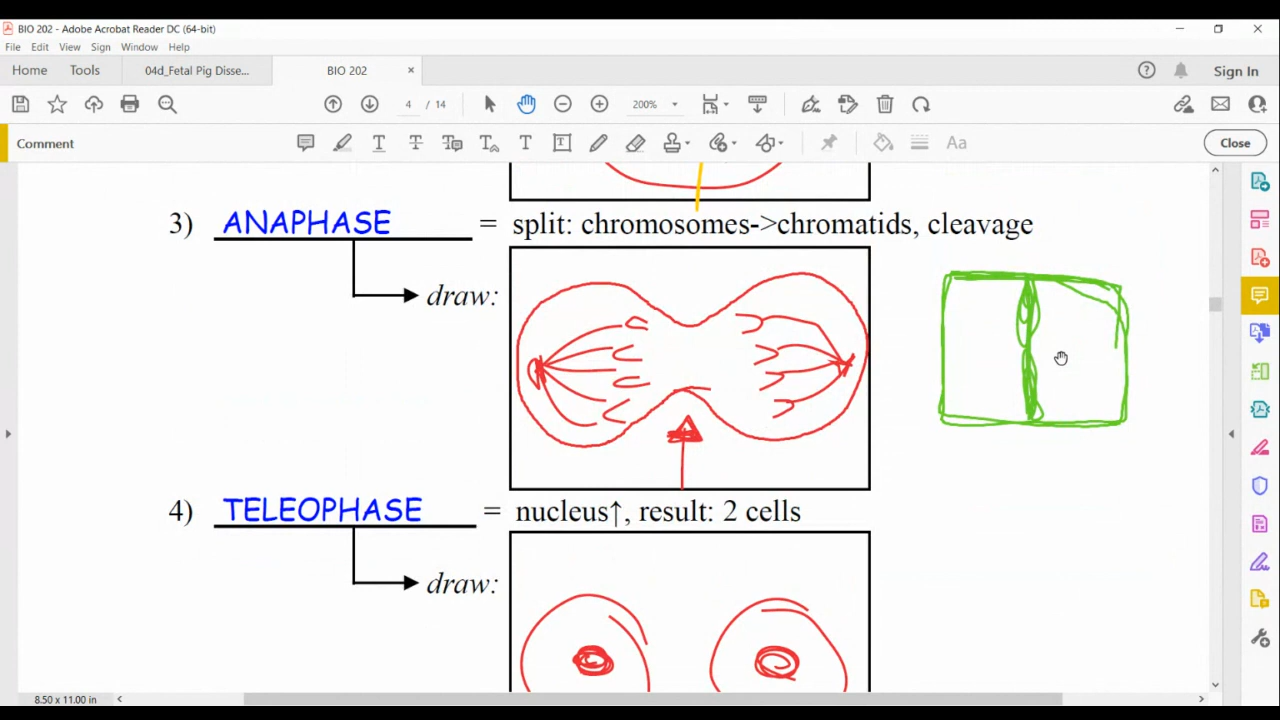 BIO 202 - Adobe Acrobat Reader DC (64-bit)
File Edit View Sign Window Help
Home Tools 04d_Fetal Pig Disse... BIO 202 × Sign In
4 / 14 200%
Comment Aa Close
3) ANAPHASE = split: chromosomes->chromatids, cleavage
draw:
4) TELEOPHASE = nucleus↑, result: 2 cells
draw:
8.50 x 11.00 in